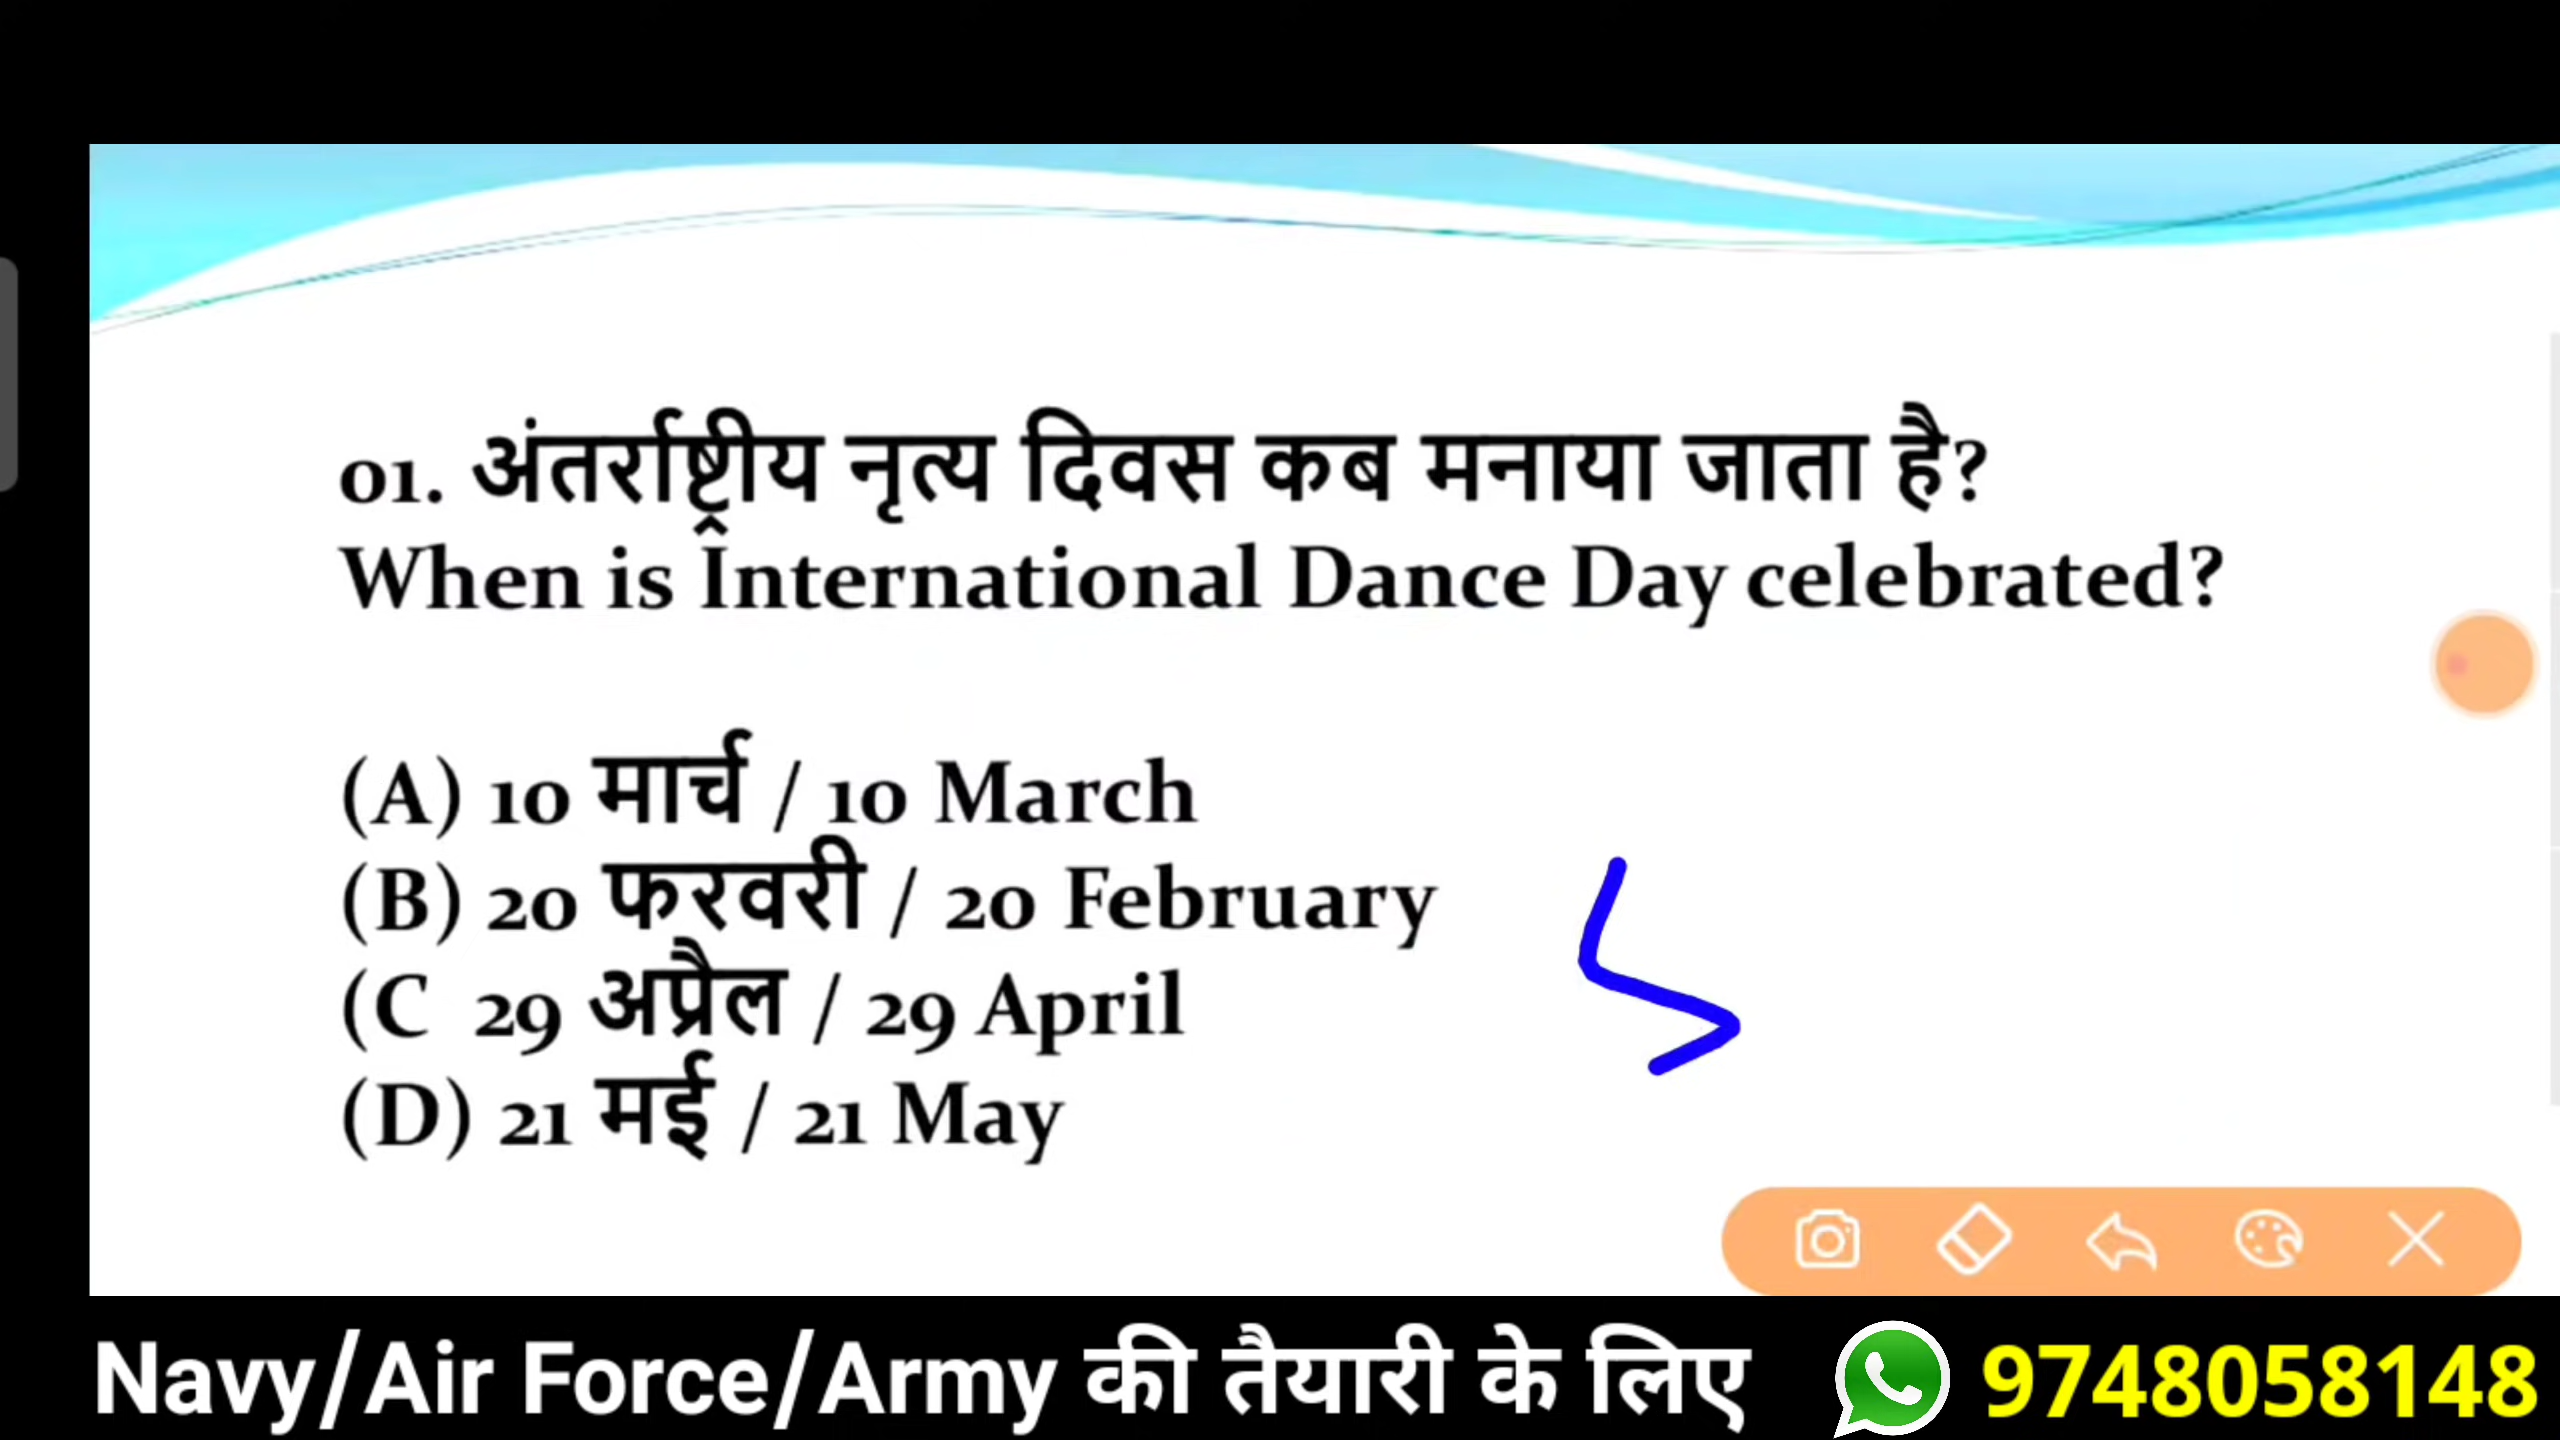 01. अंतर्राष्ट्रीय नृत्य दिवस कब मनाया जाता है?
When is International Dance Day celebrated?
(A) 10 मार्च / 10 March
(B) 20 फरवरी / 20 February
(C 29 अप्रैल / 29 April
(D) 21 मई / 21 May
Navy/Air Force/Army की तैयारी के लिए 9748058148